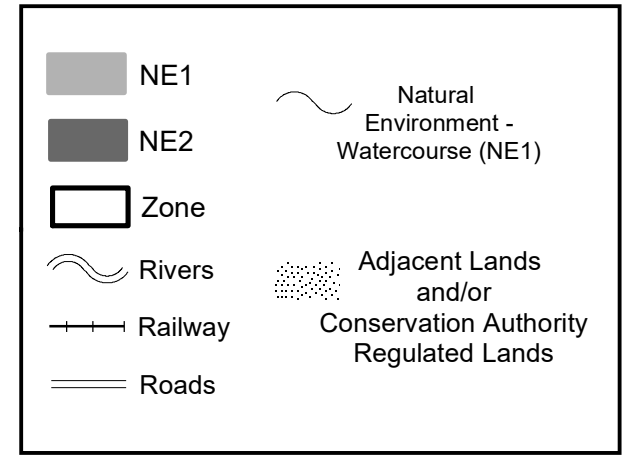 NE1
NE2
Zone
Rivers
Railway
Roads
Natural
Environment -
Watercourse (NE1)
Adjacent Lands
and/or
Conservation Authority
Regulated Lands